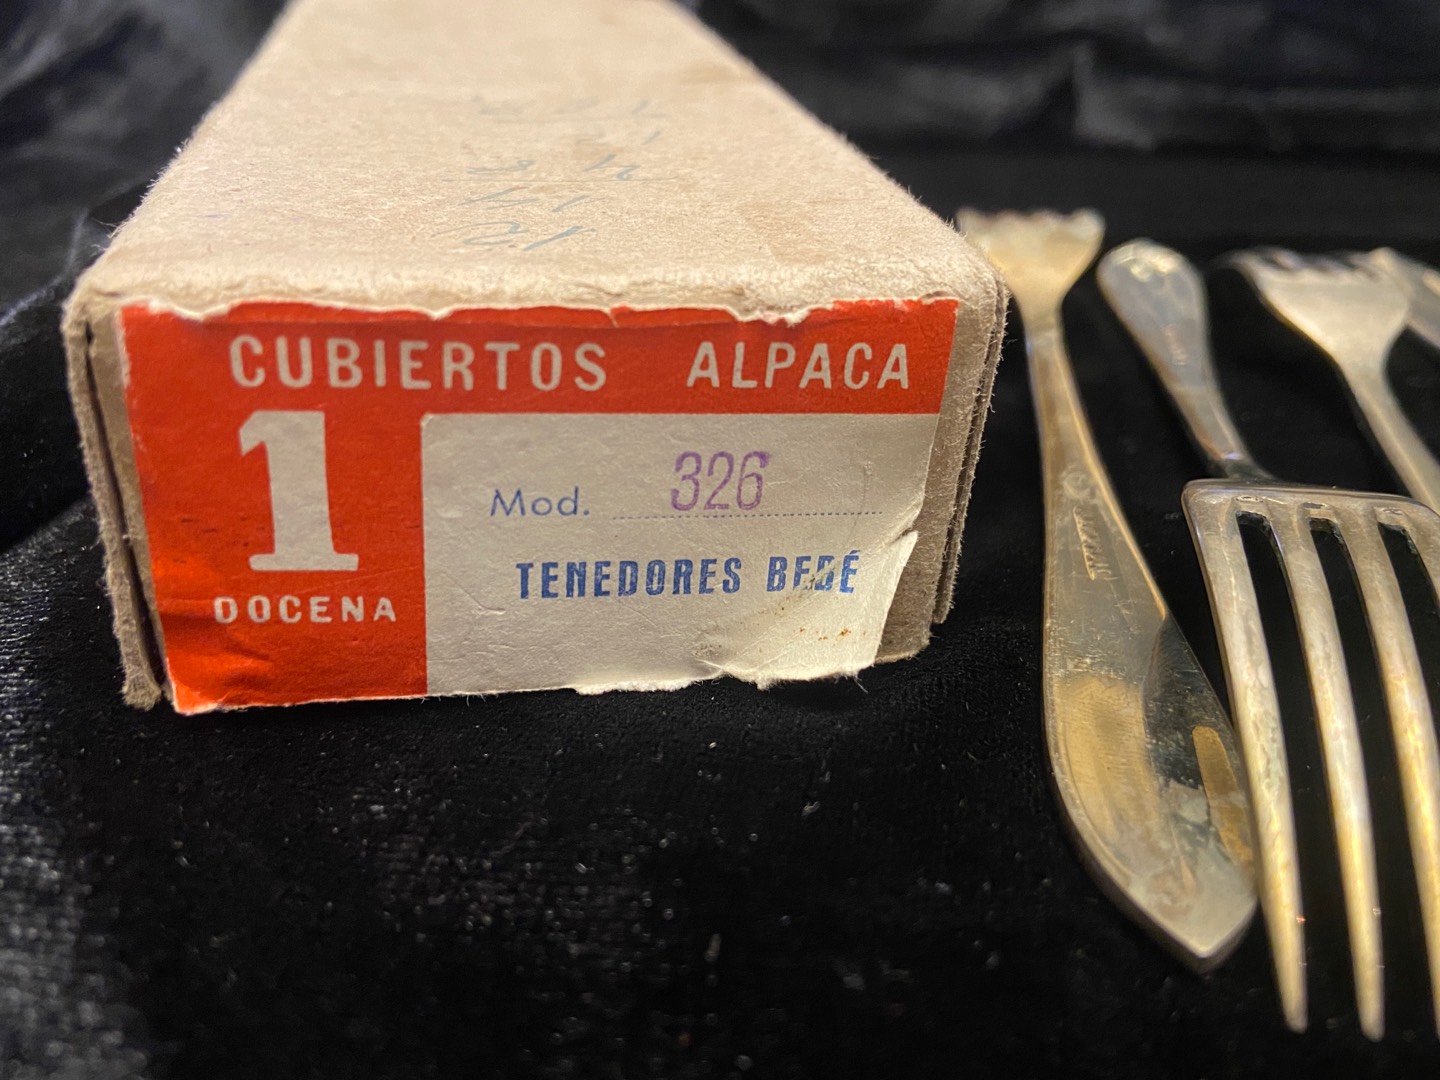 CUBIERTOS ALPACA
1
DOCENA
Mod. 326
TENEDORES BEBÉ